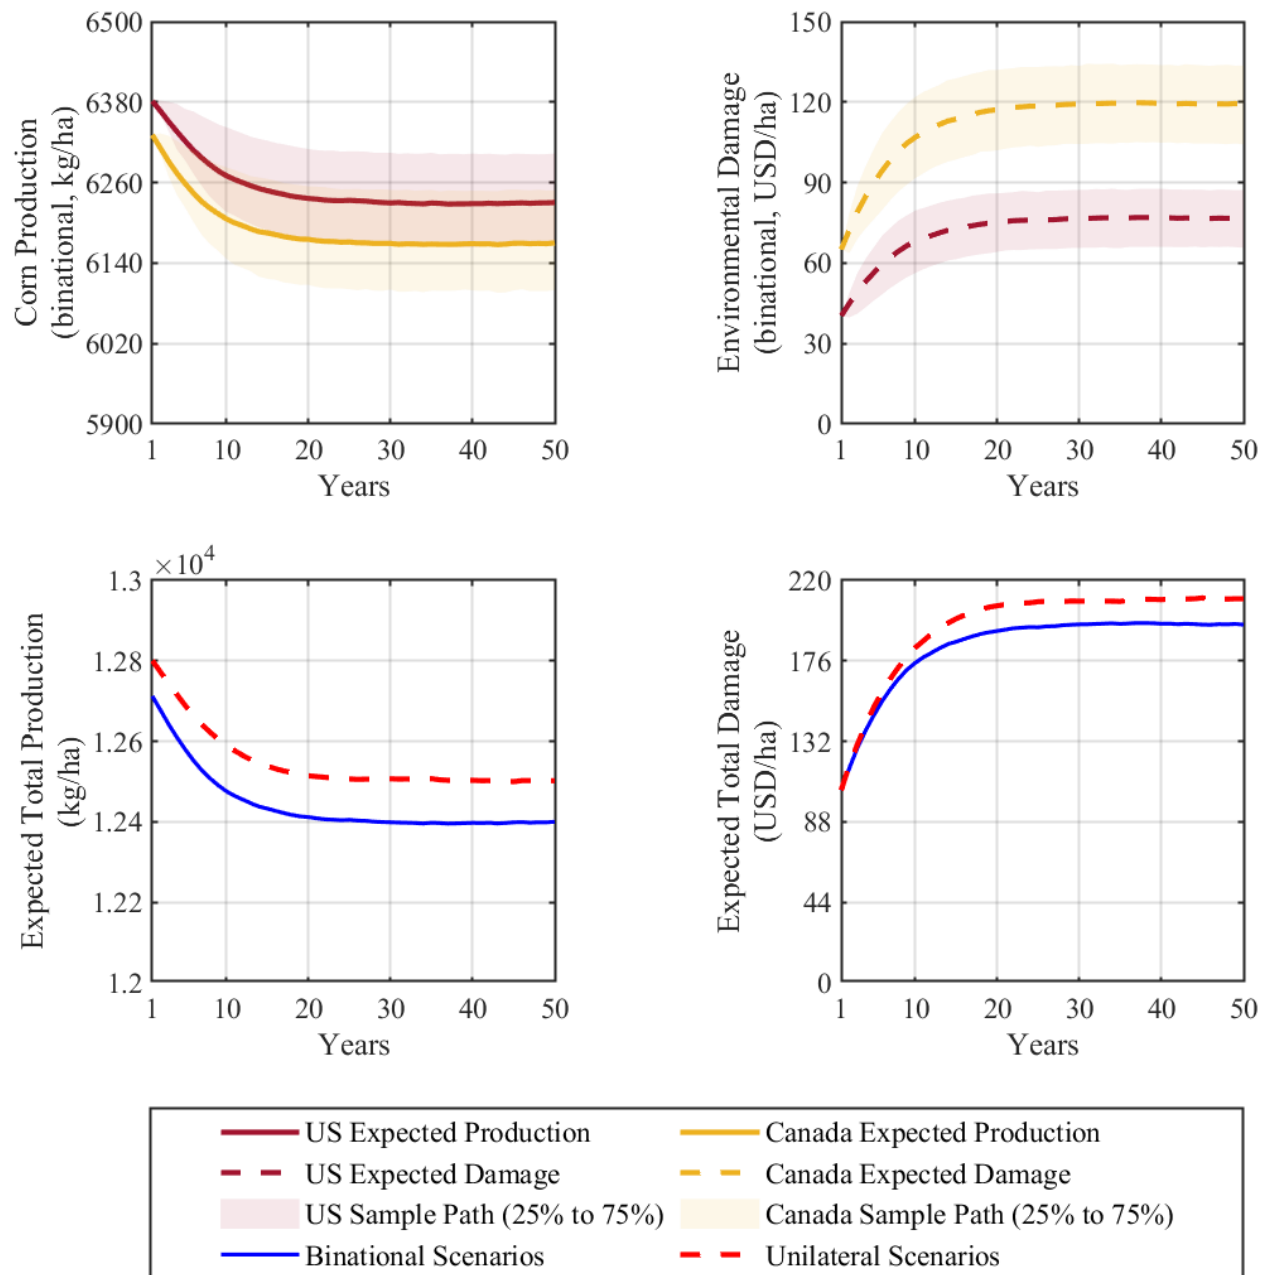 6500
6380
6260
6140
6020
5900
Corn Production
(binational, kg/ha)
1 10 20 30 40 50
Years
150
120
90
60
30
0
Environmental Damage
(binational, USD/ha)
1 10 20 30 40 50
Years
×10^4
1.3
1.28
1.26
1.24
1.22
1.2
Expected Total Production
(kg/ha)
1 10 20 30 40 50
Years
220
176
132
88
44
0
Expected Total Damage
(USD/ha)
1 10 20 30 40 50
Years
US Expected Production Canada Expected Production
US Expected Damage Canada Expected Damage
US Sample Path (25% to 75%) Canada Sample Path (25% to 75%)
Binational Scenarios Unilateral Scenarios